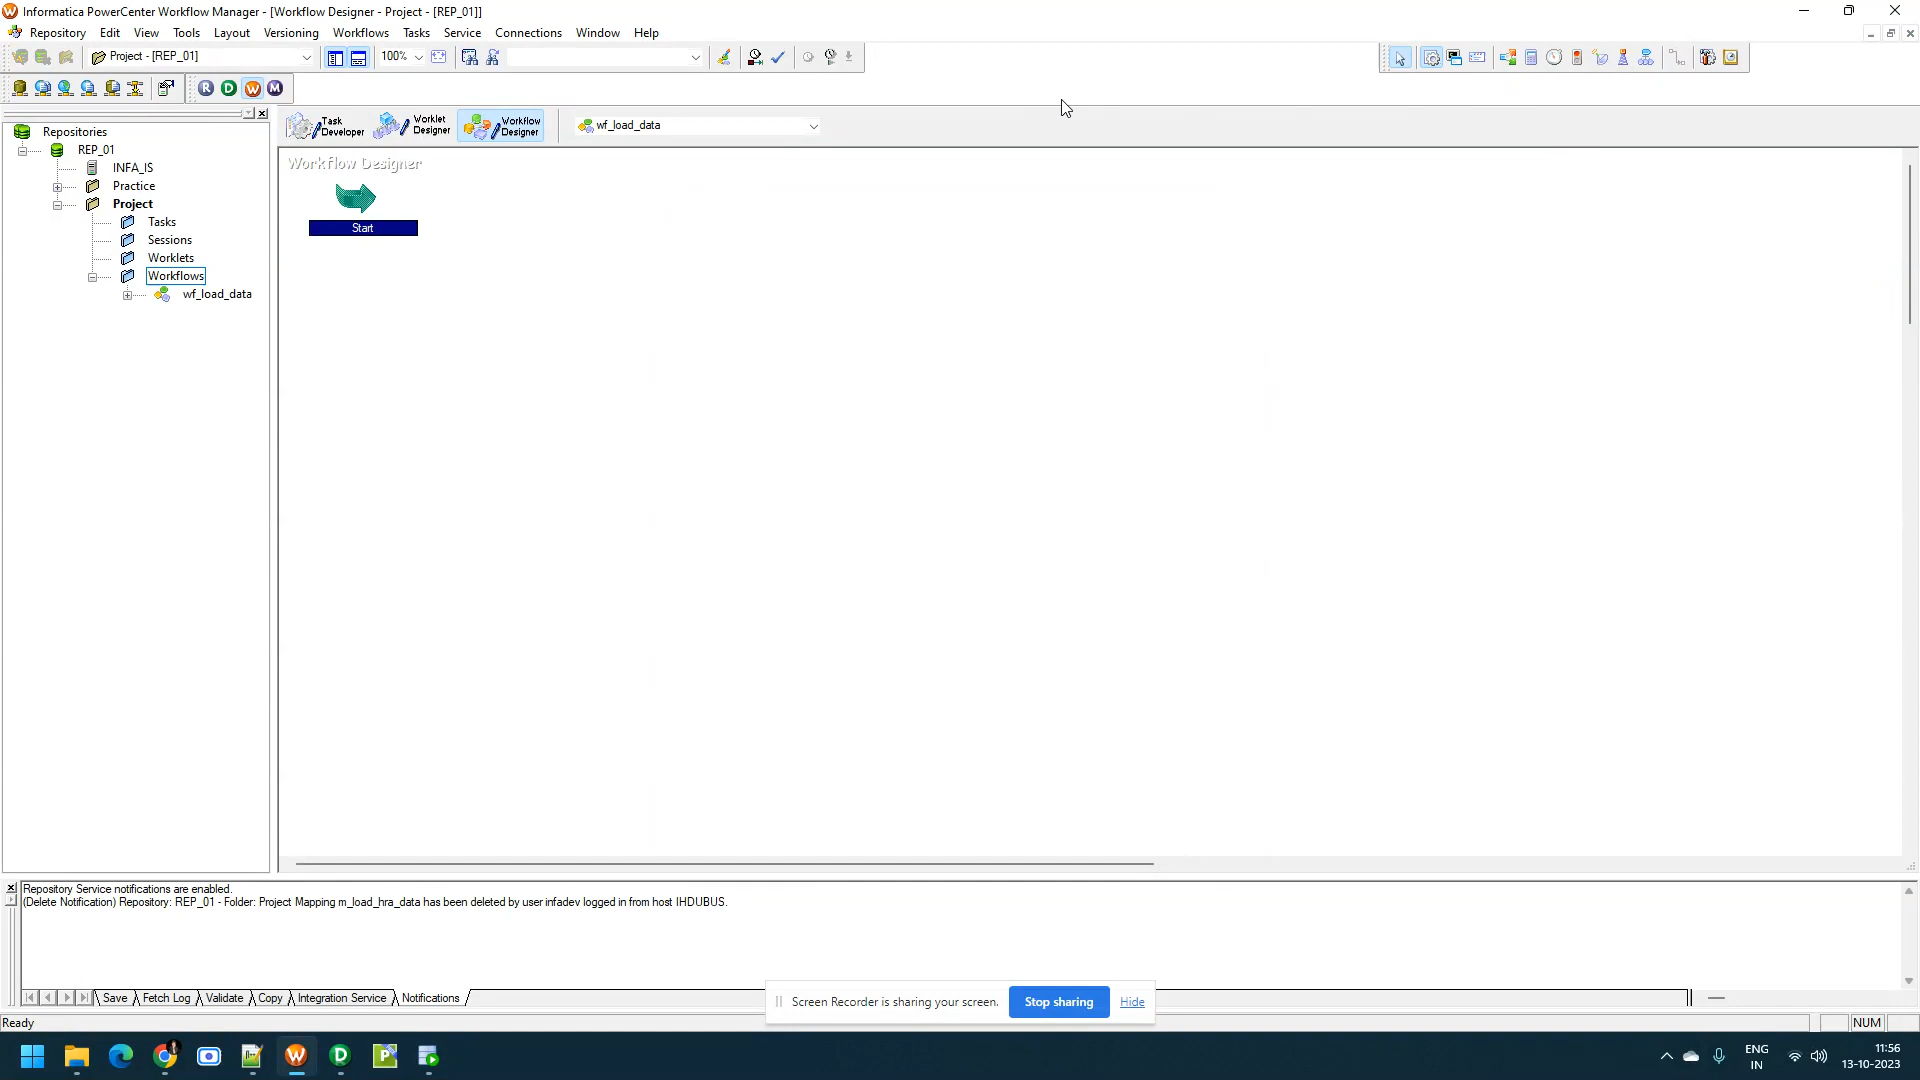 Informatica PowerCenter Workflow Manager - [Workflow Designer - Project - [REP_01]]
Repository Edit View Tools Layout Versioning Workflows Tasks Service Connections Window Help
Project - [REP_01] 100%
R D W M
Task Developer Worklet Designer Workflow Designer wf_load_data
Repositories
REP_01
INFA_IS
Practice
Project
Tasks
Sessions
Worklets
Workflows
wf_load_data
Workflow Designer
Start
Repository Service notifications are enabled.
(Delete Notification) Repository: REP_01 - Folder: Project Mapping m_load_hra_data has been deleted by user infadev logged in from host IHDUBUS.
Save Fetch Log Validate Copy Integration Service Notifications
Screen Recorder is sharing your screen. Stop sharing Hide
Ready NUM
ENG
IN
11:56
13-10-2023